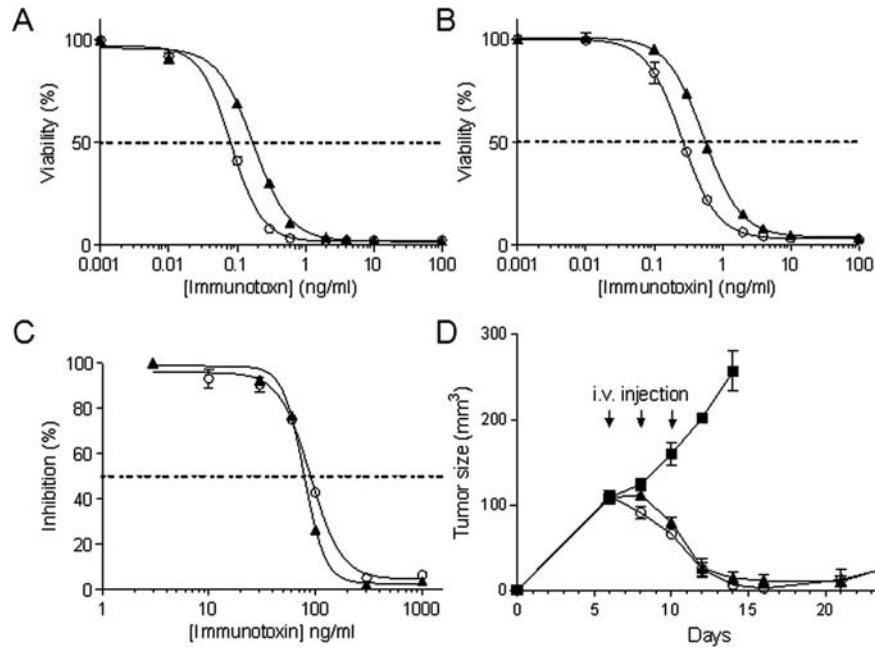 A
100
50
0
Viability (%)
0.001 0.01 0.1 1 10 100
[Immunotoxn] (ng/ml)
B
100
50
0
Viability (%)
0.001 0.01 0.1 1 10 100
[Immunotoxin] (ng/ml)
C
100
80
60
40
20
0
Inhibition (%)
1 10 100 1000
[Immunotoxin] ng/ml
D
300
200
100
0
Tumor size (mm³)
i.v. injection
0 5 10 15 20
Days